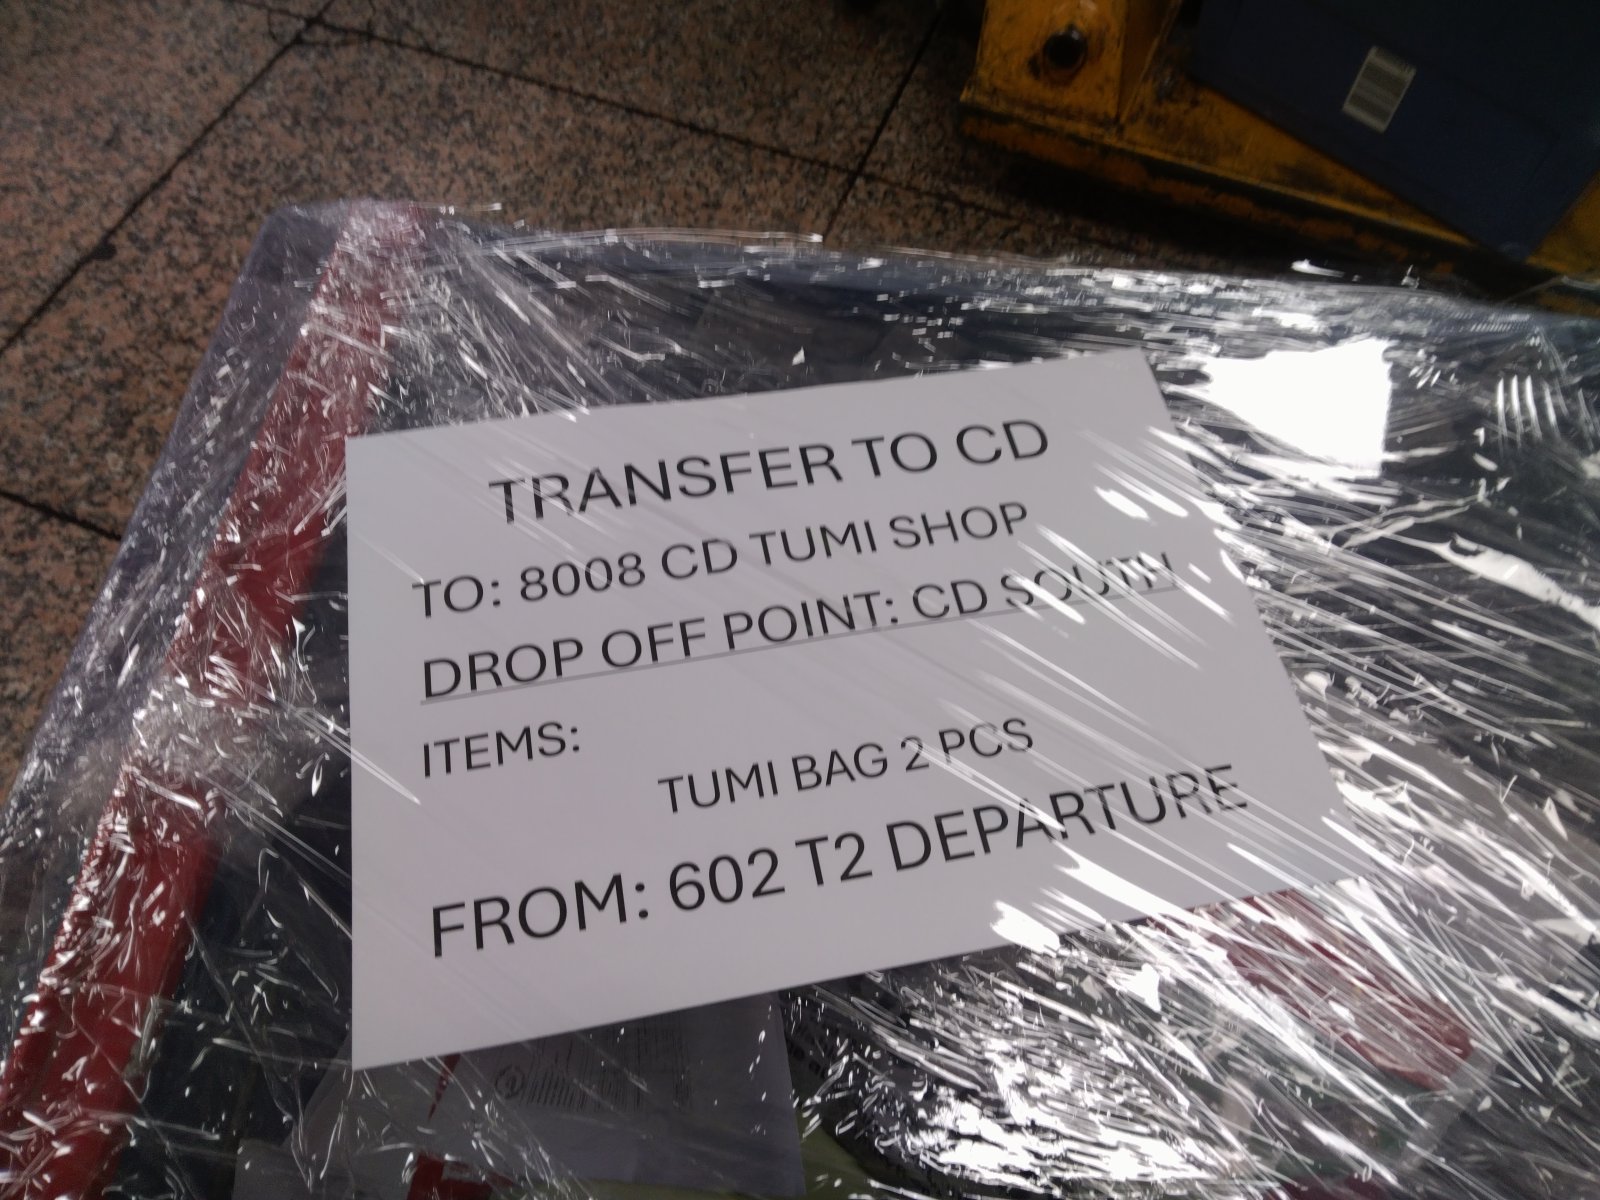 TRANSFER TO CD
TO: 8008 CD TUMI SHOP
DROP OFF POINT: CD SOUTH
ITEMS:
TUMI BAG 2 PCS
FROM: 602 T2 DEPARTURE